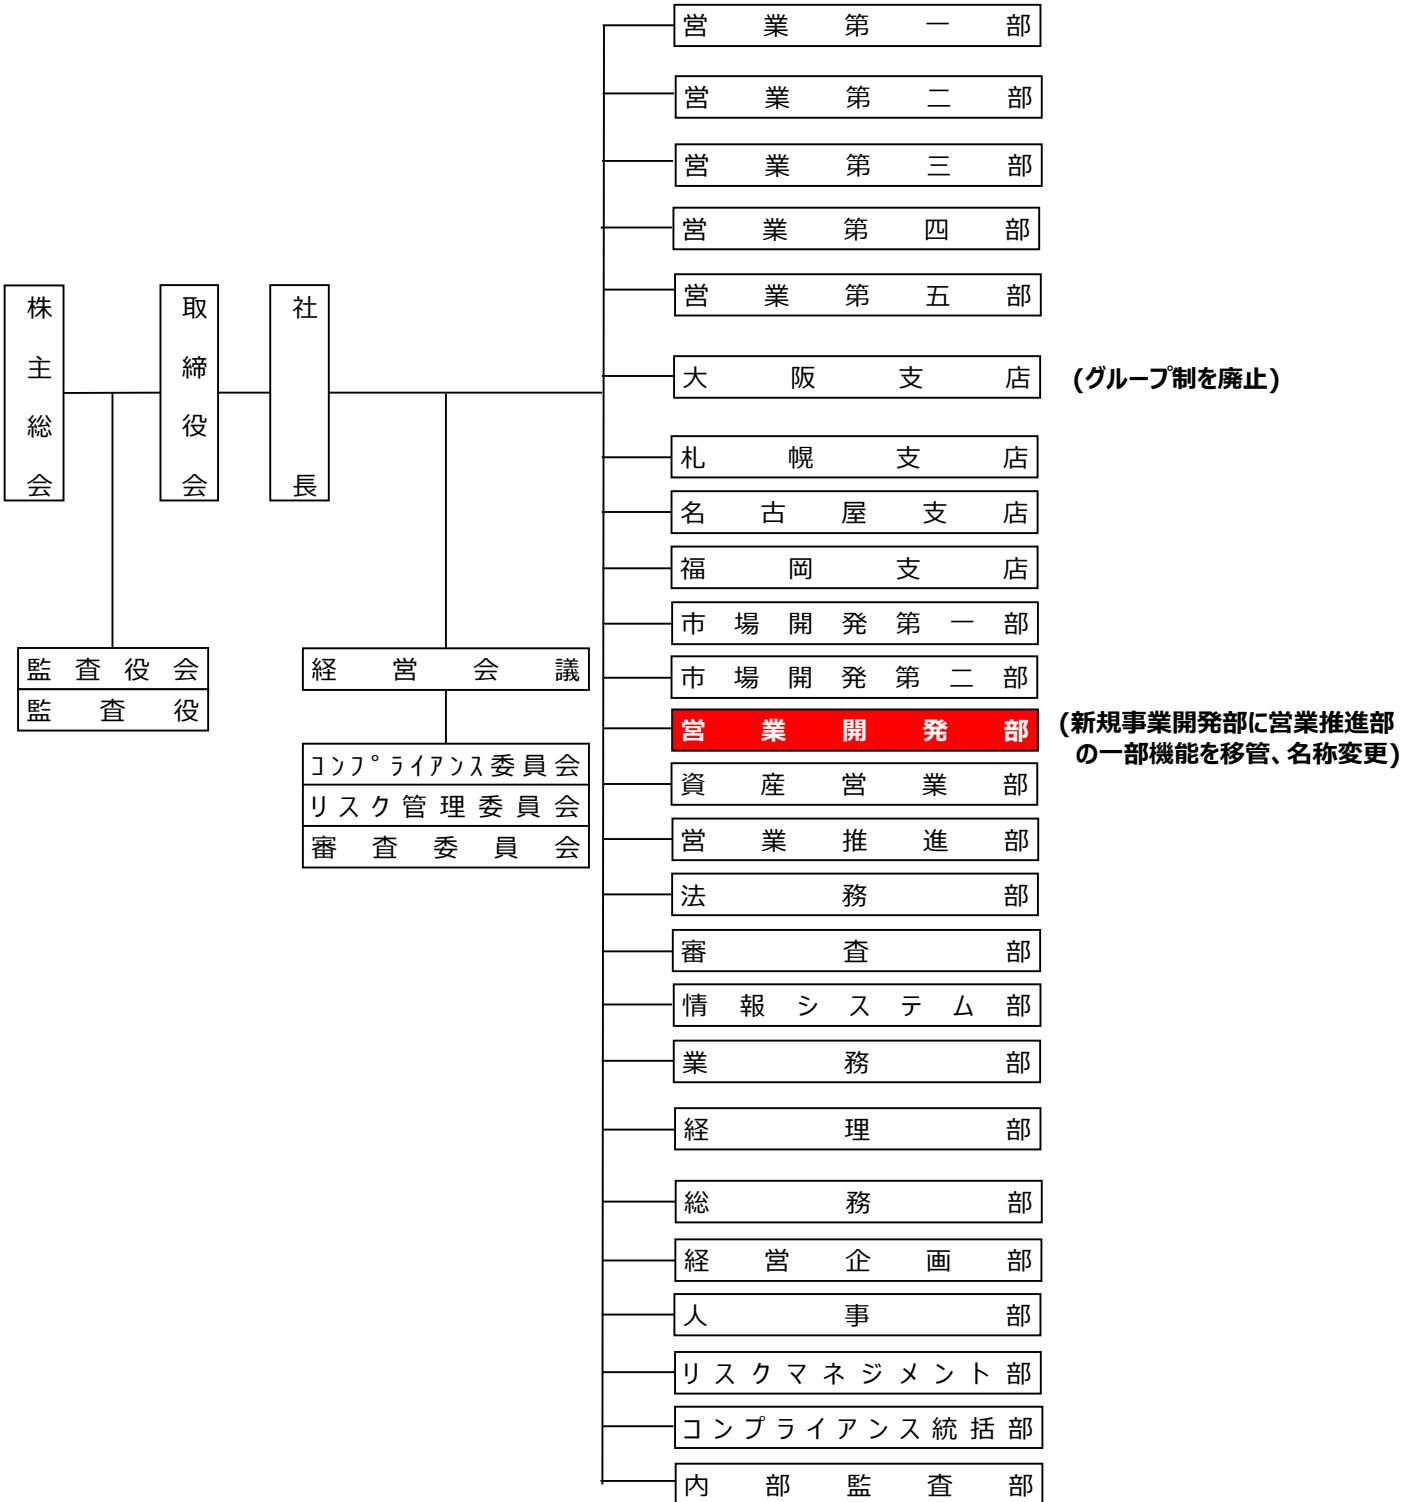 株主総会
取締役会
社長
監査役会
監査役
経営会議
コンプライアンス委員会
リスク管理委員会
審査委員会
営業第一部
営業第二部
営業第三部
営業第四部
営業第五部
大阪支店
(グループ制を廃止)
札幌支店
名古屋支店
福岡支店
市場開発第一部
市場開発第二部
営業開発部
(新規事業開発部に営業推進部
の一部機能を移管、名称変更)
資産営業部
営業推進部
法務部
審査部
情報システム部
業務部
経理部
総務部
経営企画部
人事部
リスクマネジメント部
コンプライアンス統括部
内部監査部